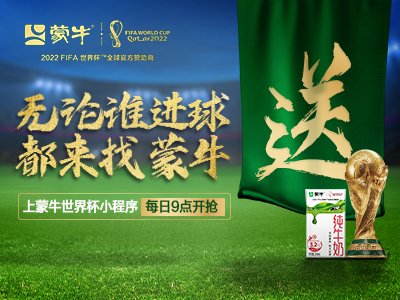 蒙牛
FIFA WORLD CUP
Qatar2022
2022 FIFA 世界杯™全球官方赞助商
无论谁进球
都来找蒙牛
上蒙牛世界杯小程序
每日9点开抢
送
蒙牛
纯牛奶
3.2